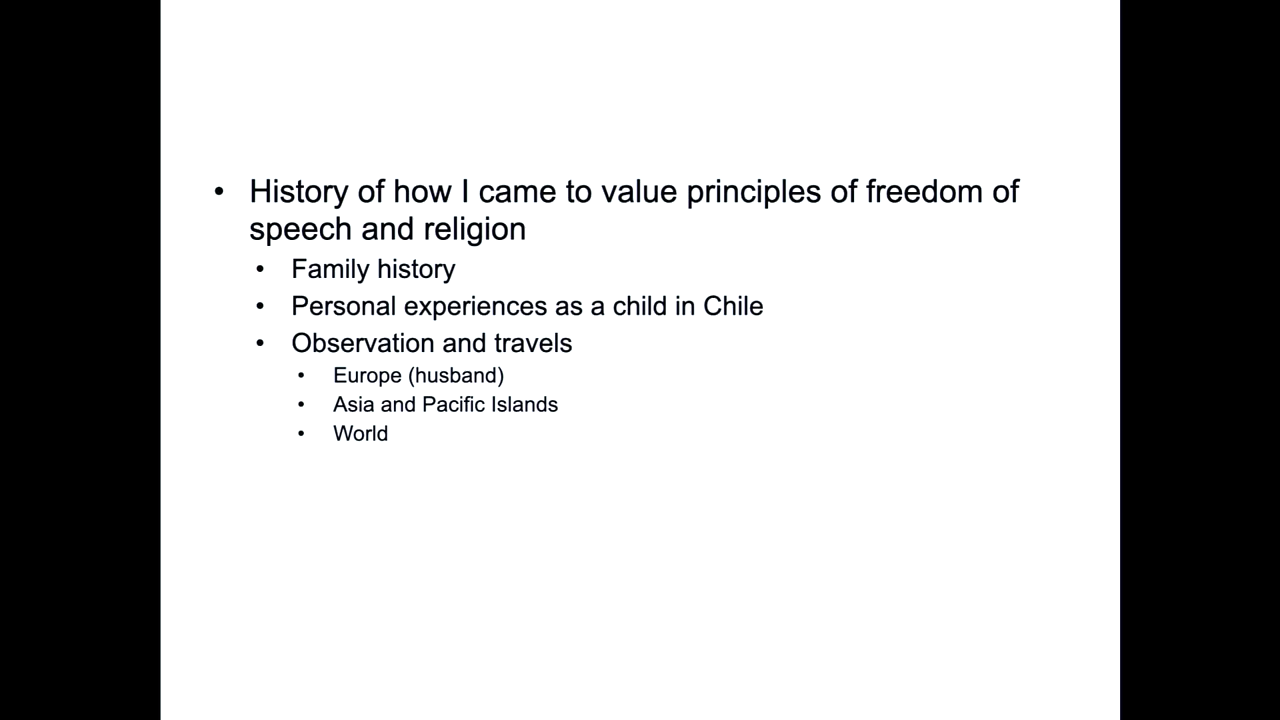 • History of how I came to value principles of freedom of
speech and religion
• Family history
• Personal experiences as a child in Chile
• Observation and travels
• Europe (husband)
• Asia and Pacific Islands
• World